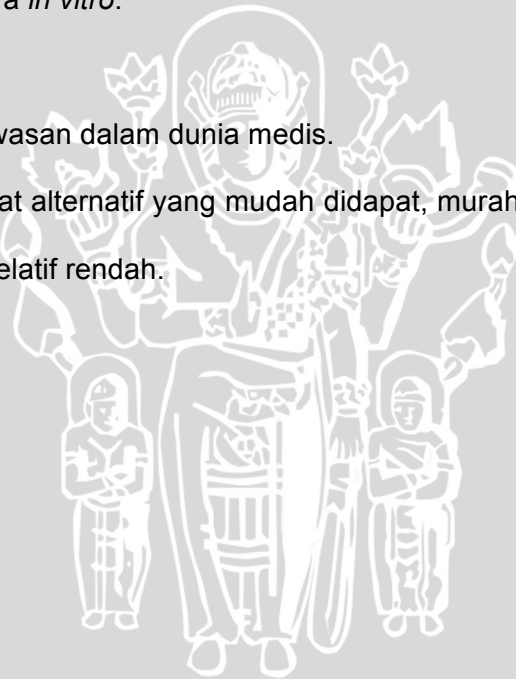 a in vitro.
wasan dalam dunia medis.
at alternatif yang mudah didapat, murah
elatif rendah.